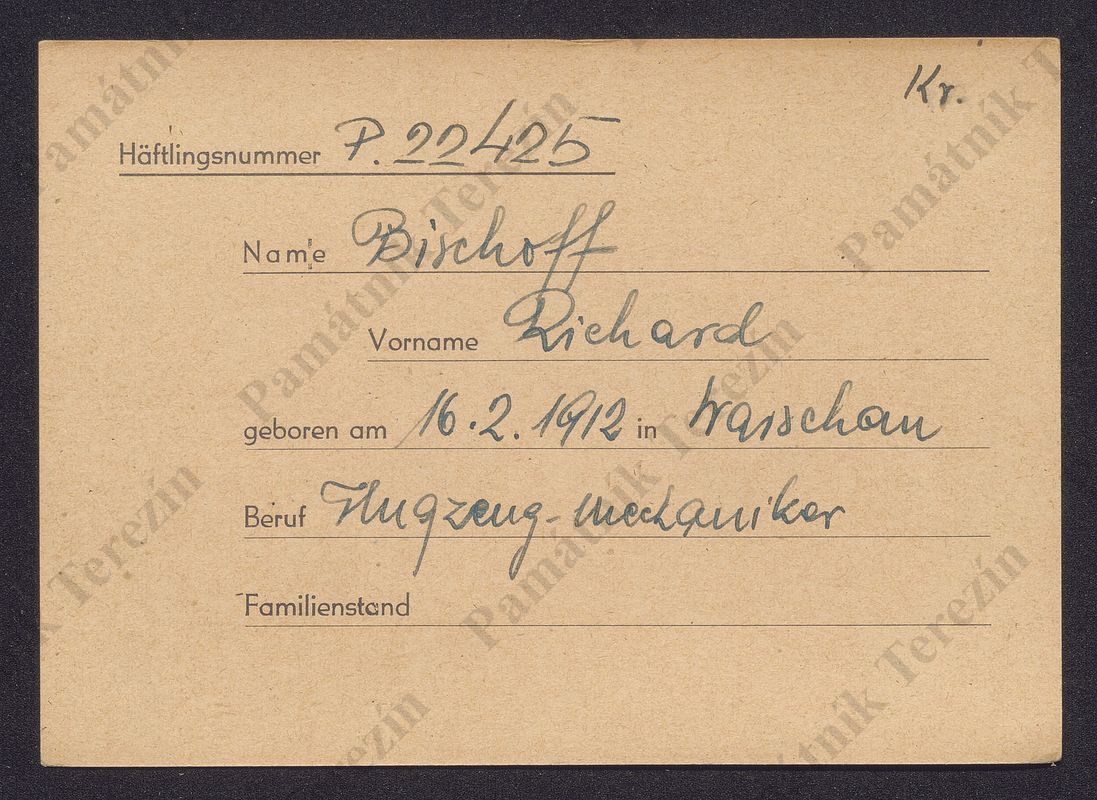 Kr.
Häftlingsnummer P. 22425
Name Bischoff
Vorname Richard
geboren am 16.2.1912 in Warschau
Beruf Flugzeug-mechaniker
Familienstand
Památník Terezín